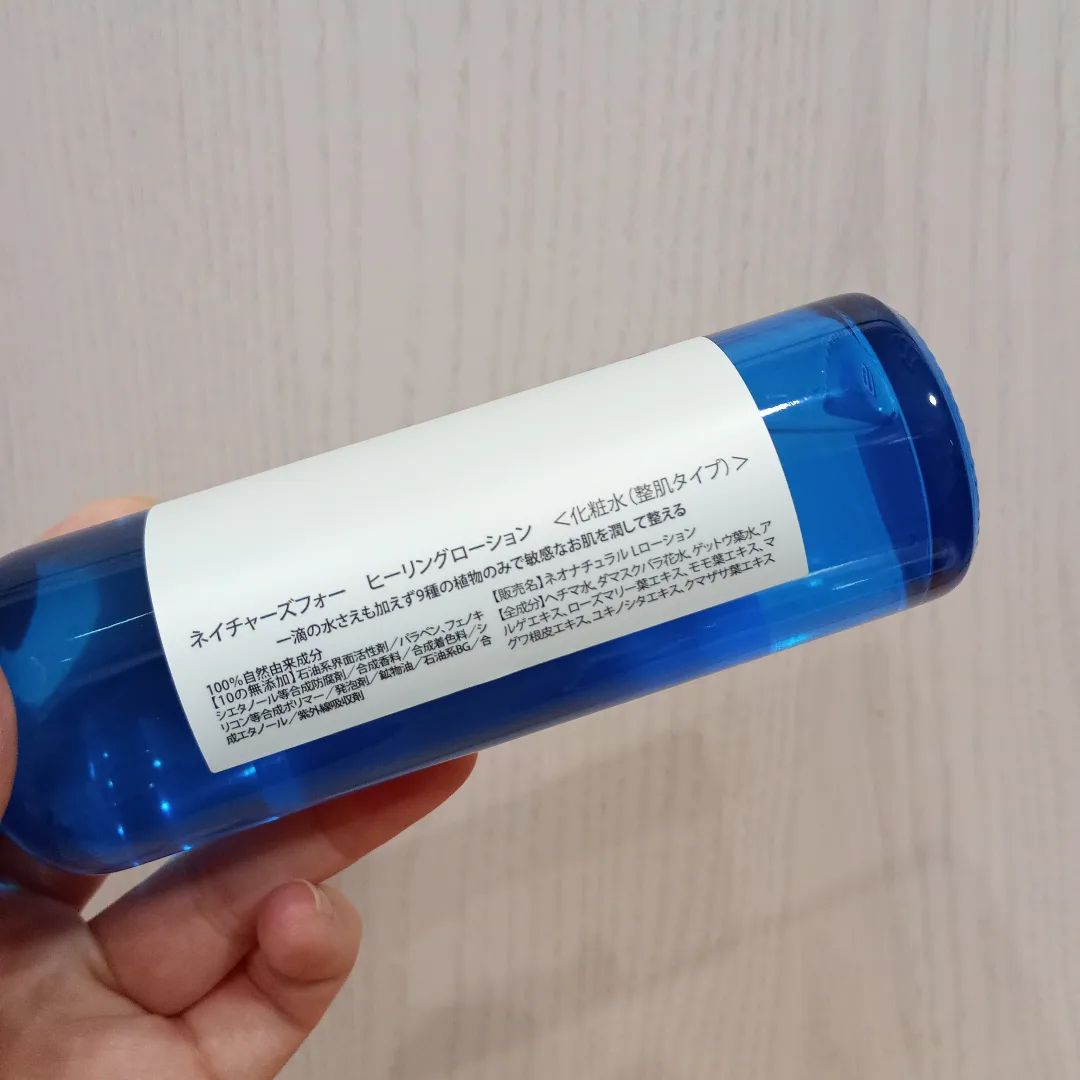 ネイチャーズフォー　ヒーリングローション　＜化粧水（整肌タイプ）＞
一滴の水さえも加えず9種の植物のみで敏感なお肌を潤して整える
100％自然由来成分
【10の無添加】石油系界面活性剤／パラベン、フェノキ
シエタノール等合成防腐剤／合成香料／合成着色料／シ
リコン等合成ポリマー／発泡剤／鉱物油／石油系BG／合
成エタノール／紫外線吸収剤
【販売名】ネオナチュラル Lローション
【全成分】ヘチマ水、ダマスクバラ花水、ゲットウ葉水、ア
ルゲエキス、ローズマリー葉エキス、モモ葉エキス、マ
グワ根皮エキス、ユキノシタエキス、クマザサ葉エキス